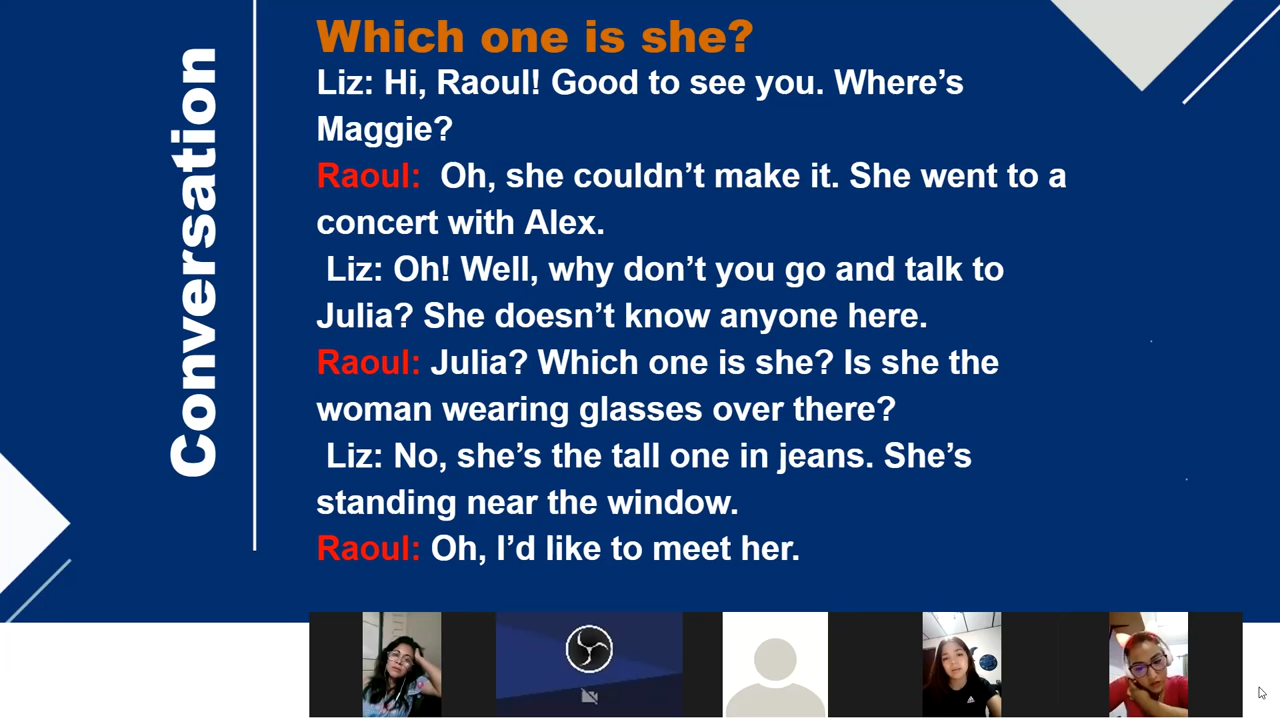 Conversation
Which one is she?
Liz: Hi, Raoul! Good to see you. Where’s
Maggie?
Raoul: Oh, she couldn’t make it. She went to a
concert with Alex.
Liz: Oh! Well, why don’t you go and talk to
Julia? She doesn’t know anyone here.
Raoul: Julia? Which one is she? Is she the
woman wearing glasses over there?
Liz: No, she’s the tall one in jeans. She’s
standing near the window.
Raoul: Oh, I’d like to meet her.